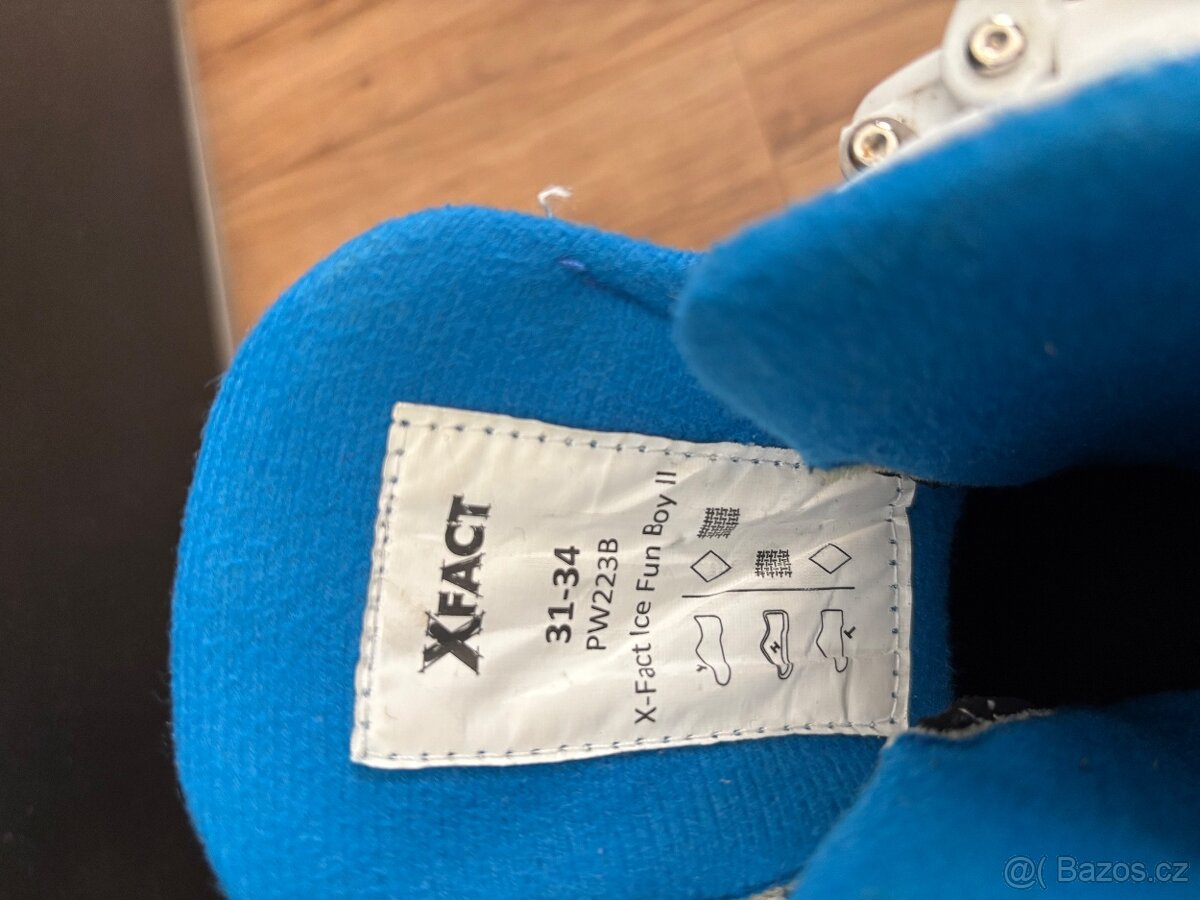 XFACT
31-34
PW223B
X-Fact Ice Fun Boy II
@( Bazos.cz